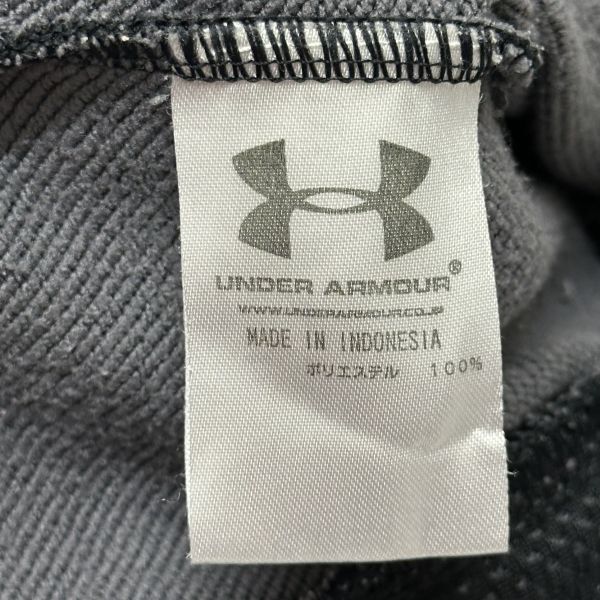 UNDER ARMOUR®
WWW.UNDERARMOUR.CO.JP
MADE IN INDONESIA
ポリエステル 100%